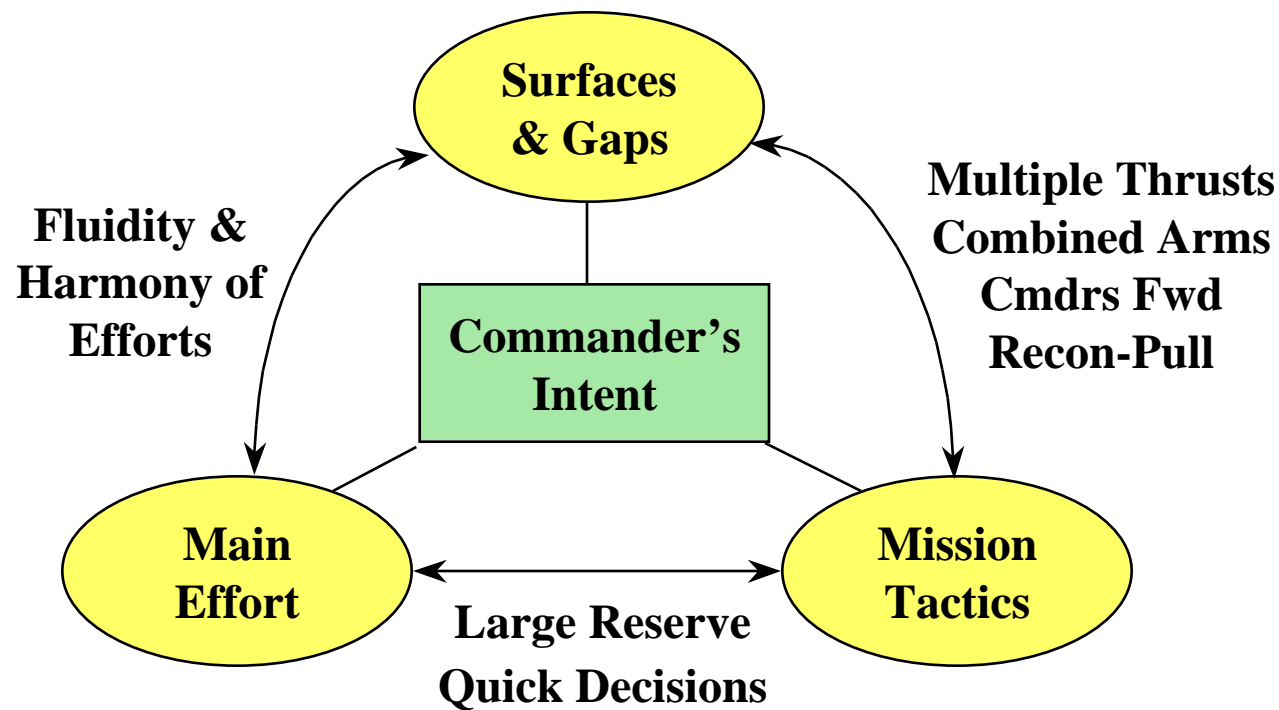 Surfaces
& Gaps
Fluidity &
Harmony of
Efforts
Multiple Thrusts
Combined Arms
Cmdrs Fwd
Recon-Pull
Commander’s
Intent
Main
Effort
Mission
Tactics
Large Reserve
Quick Decisions